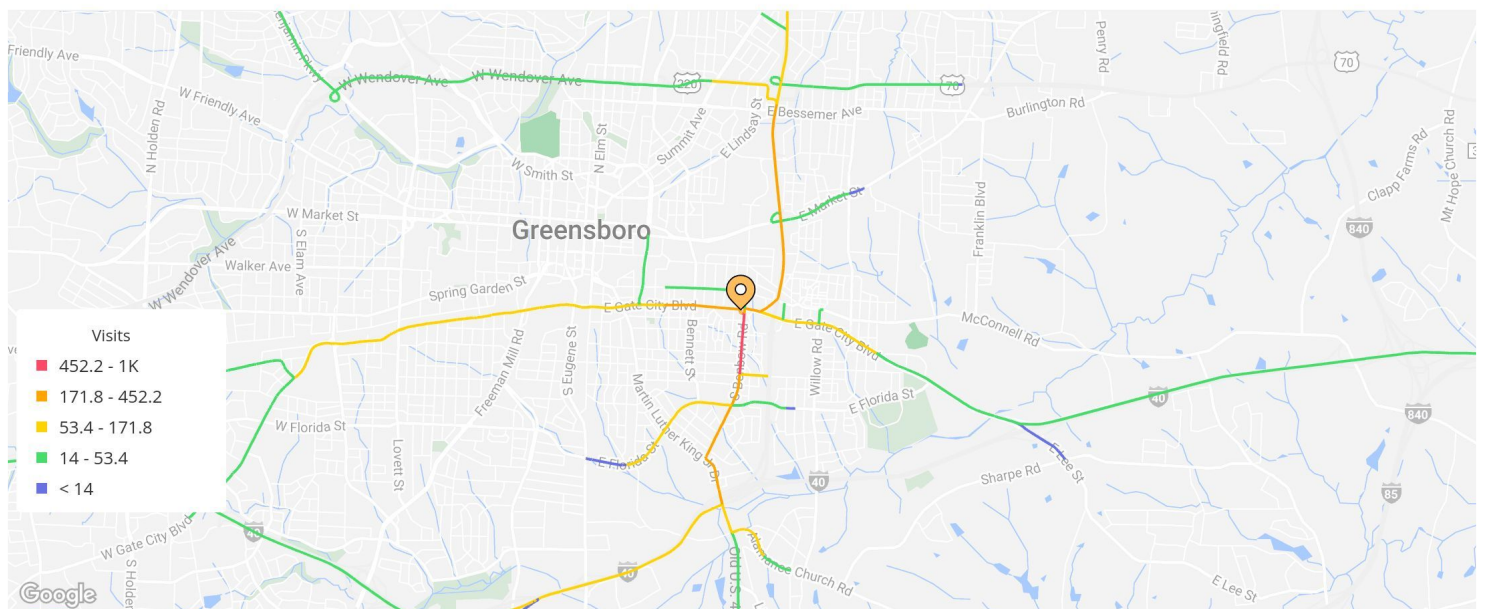 Friendly Ave
W Wendover Ave
W Wendover Ave
220
70
70
Penry Rd
W Friendly Ave
N Holden Rd
N Elm St
Summit Ave
E Lindsay St
E Bessemer Ave
Burlington Rd
Clapp Farms Rd
Mt Hope Church Rd
W Smith St
E Market St
W Market St
S Elam Ave
Greensboro
Franklin Blvd
840
Walker Ave
W Wendover Ave
Spring Garden St
E Gate City Blvd
E Gate City Blvd
McConnell Rd
Visits
452.2 - 1K
171.8 - 452.2
53.4 - 171.8
14 - 53.4
< 14
Freeman Mill Rd
S Eugene St
Bennett St
S Benbow Rd
Willow Rd
Martin Luther King Jr Dr
E Florida St
40
840
W Florida St
Lovett St
E Florida St
E Lee St
Sharpe Rd
40
85
W Gate City Blvd
40
40
S Holden
Old U.S. 4
Alamance Church Rd
E Lee St
Google